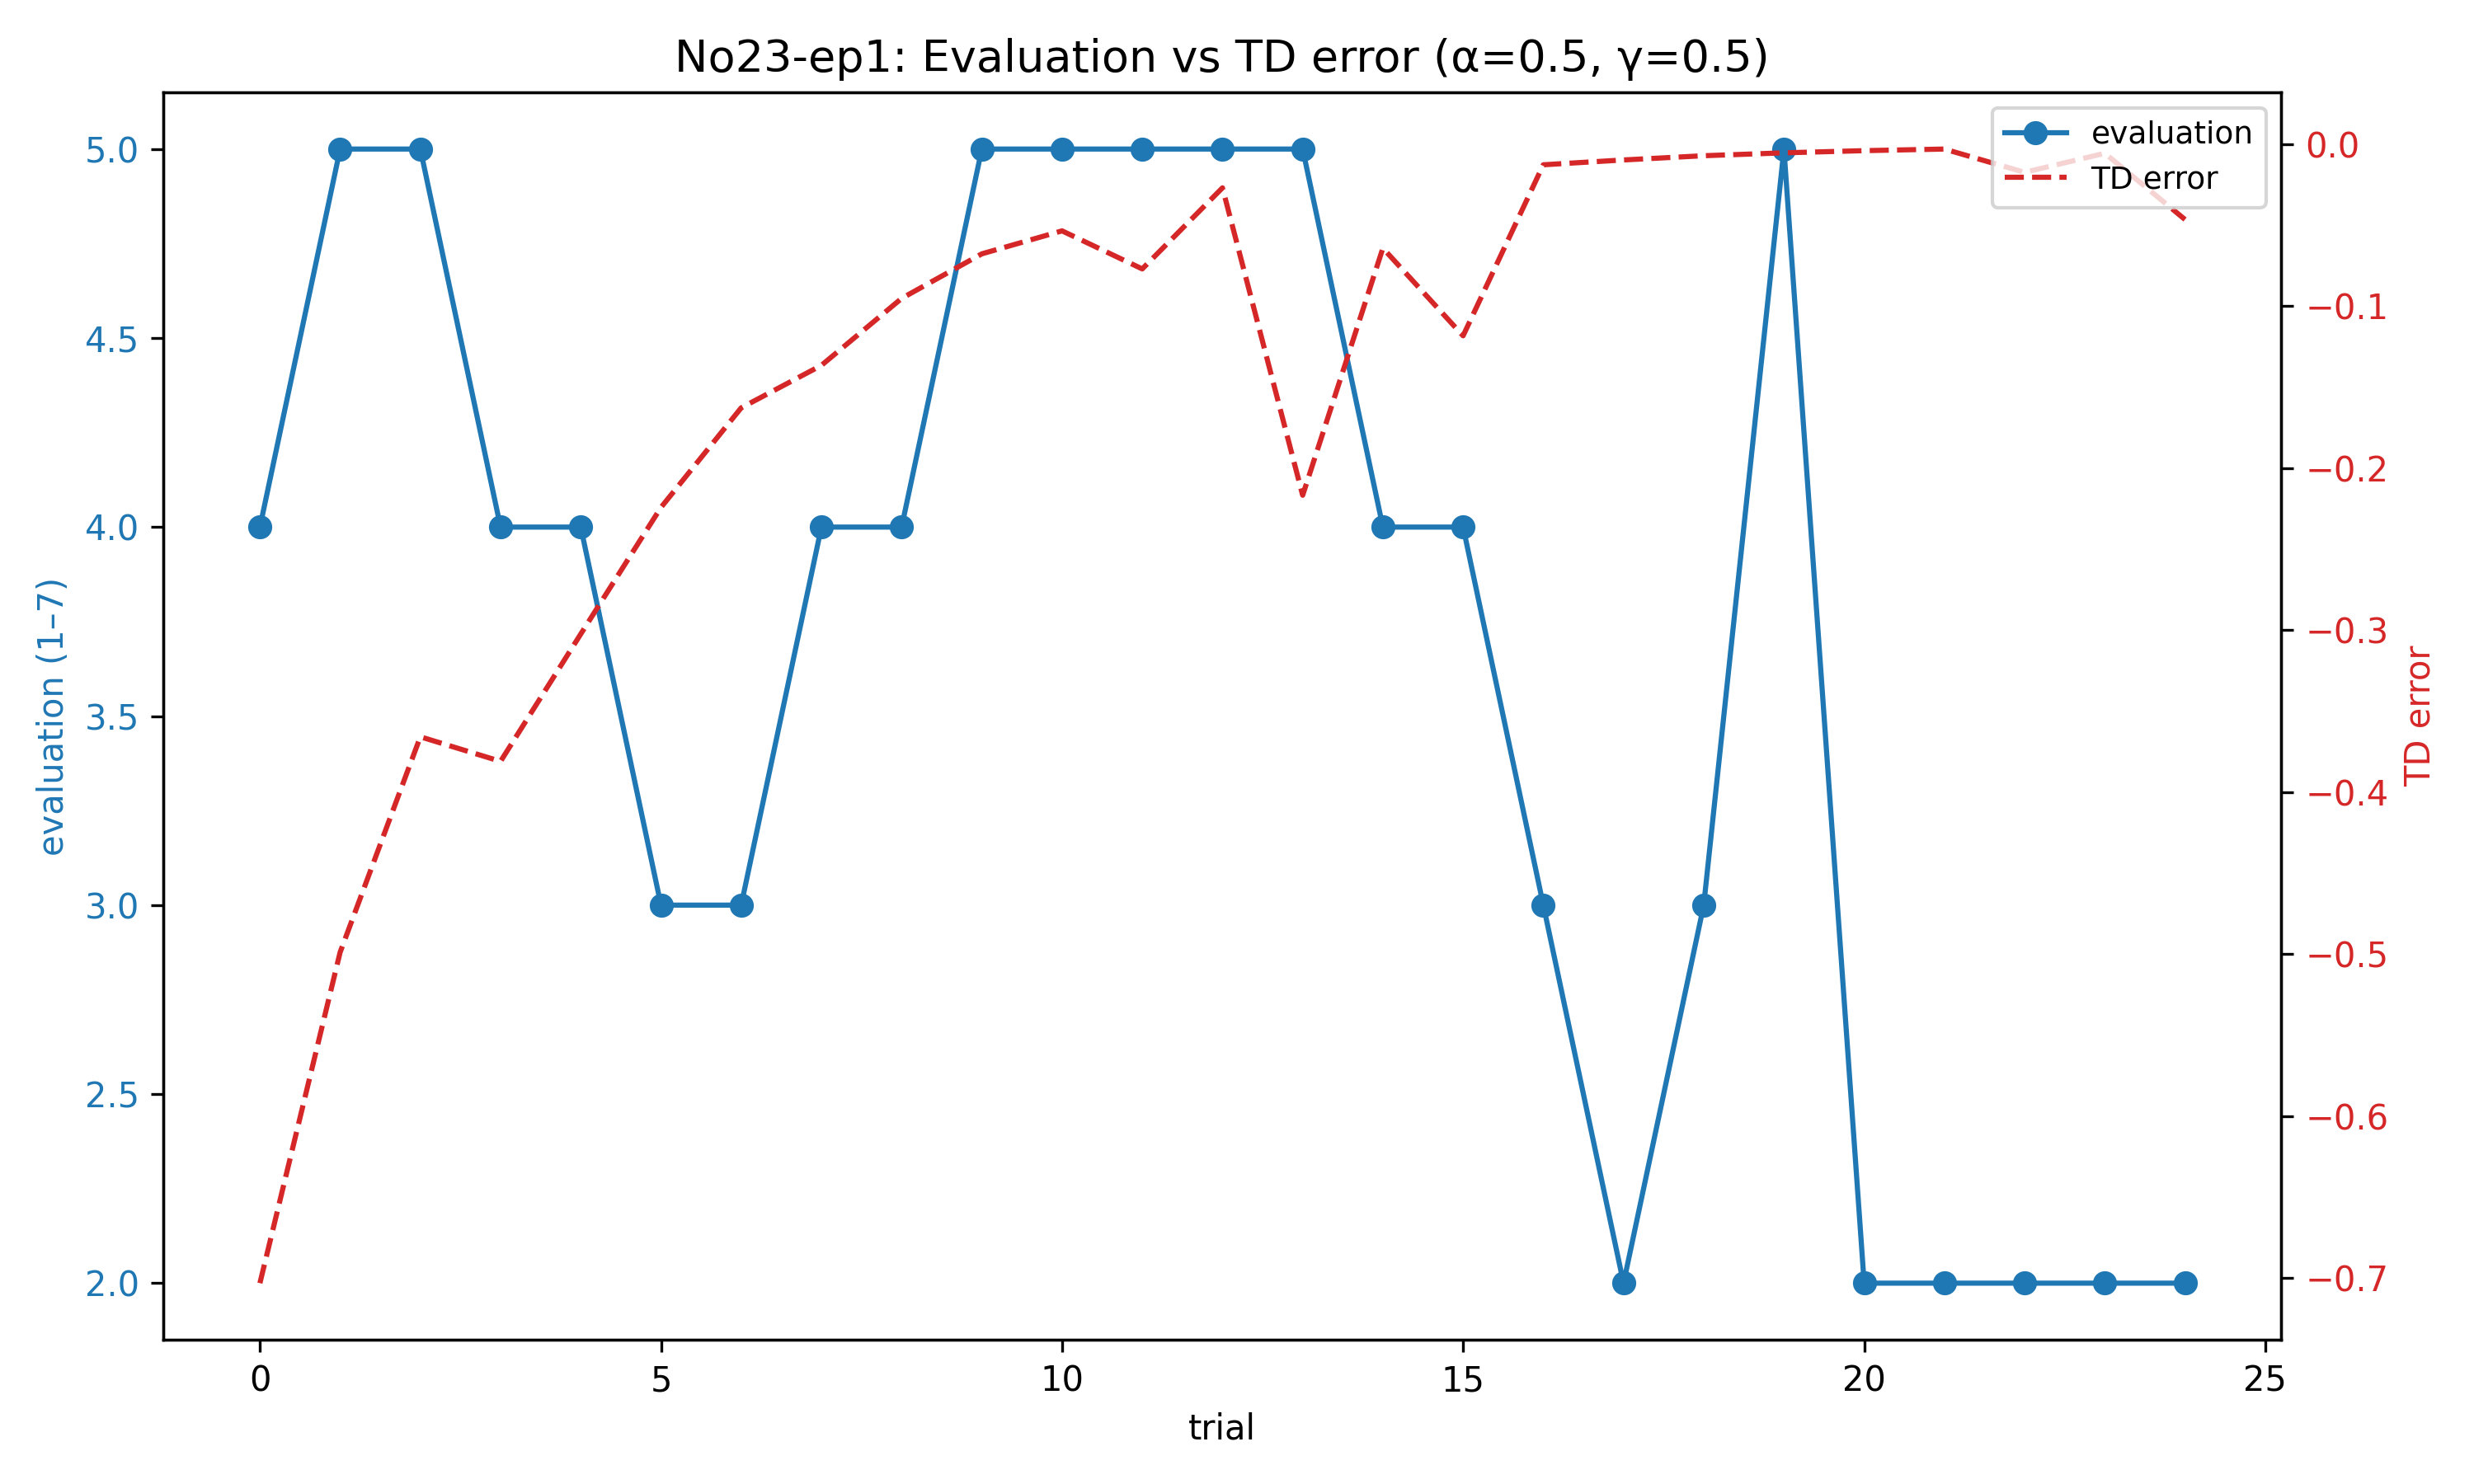 No23-ep1: Evaluation vs TD error (α=0.5, γ=0.5)
evaluation
TD error
5.0
4.5
4.0
3.5
3.0
2.5
2.0
evaluation (1–7)
0.0
−0.1
−0.2
−0.3
−0.4
−0.5
−0.6
−0.7
TD error
0 5 10 15 20 25
trial